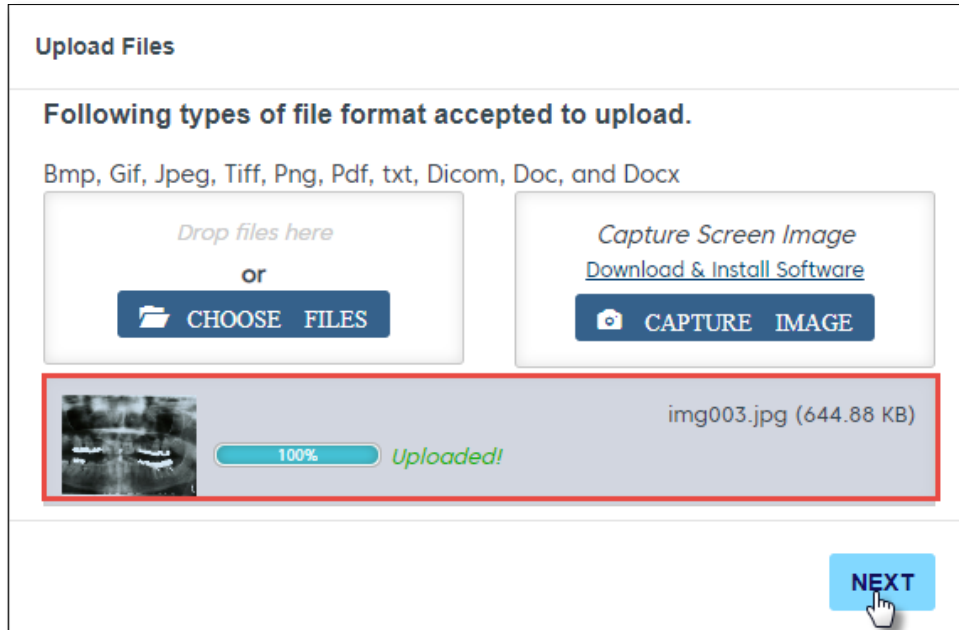 Upload Files
Following types of file format accepted to upload.
Bmp, Gif, Jpeg, Tiff, Png, Pdf, txt, Dicom, Doc, and Docx
Drop files here
or
CHOOSE FILES
Capture Screen Image
Download & Install Software
CAPTURE IMAGE
img003.jpg (644.88 KB)
100% Uploaded!
NEXT